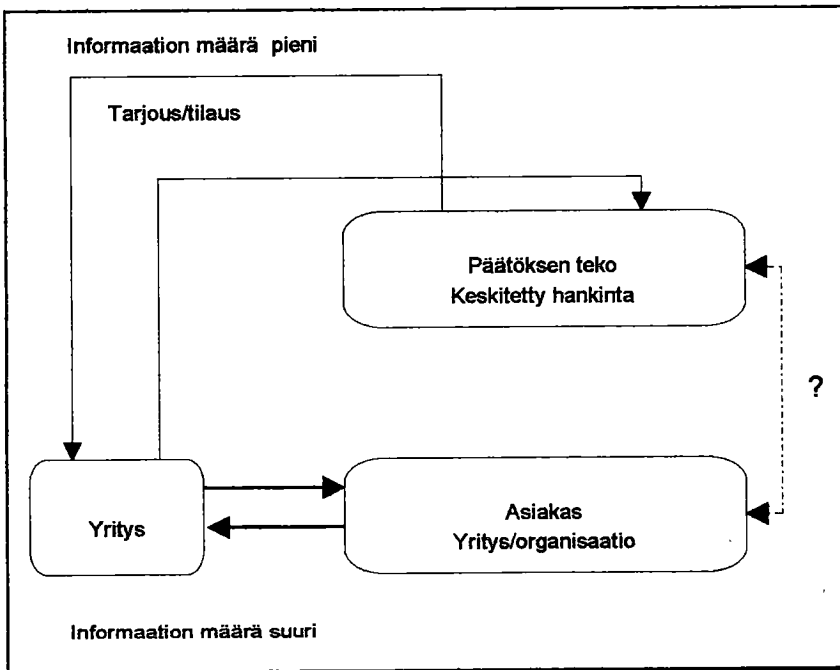 Informaation määrä pieni
Tarjous/tilaus
Päätöksen teko
Keskitetty hankinta
?
Yritys
Asiakas
Yritys/organisaatio
Informaation määrä suuri